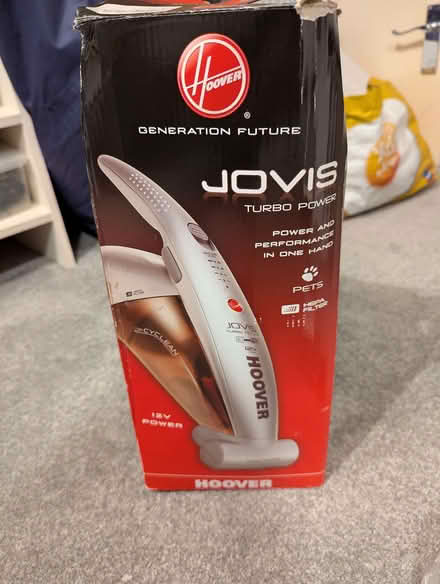 HOOVER
®
GENERATION FUTURE
JOVIS
TURBO POWER
POWER AND
PERFORMANCE
IN ONE HAND
PETS
HEPA
FILTER
CYCLEAN
JOVIS
HOOVER
12V
POWER
HOOVER